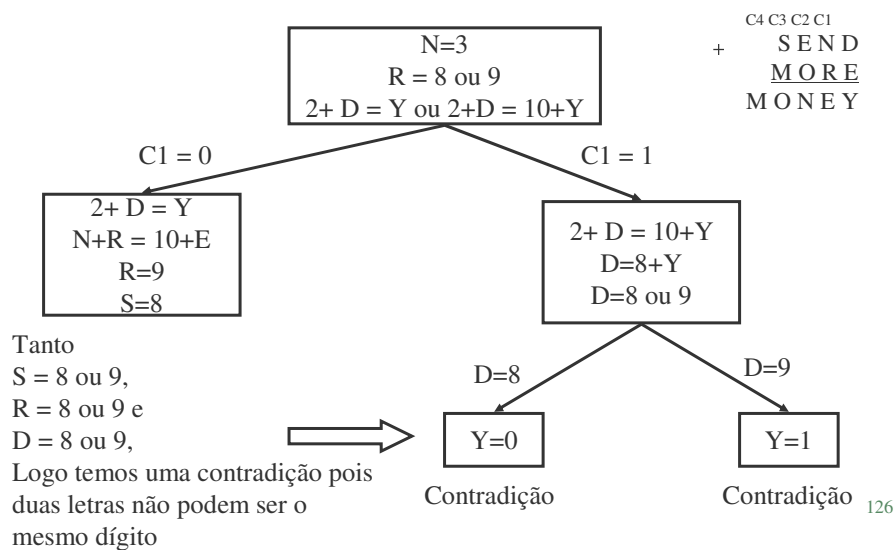 N=3
R = 8 ou 9
2+ D = Y ou 2+D = 10+Y
C4 C3 C2 C1
+ S E N D
M O R E
M O N E Y
C1 = 0
C1 = 1
2+ D = Y
N+R = 10+E
R=9
S=8
2+ D = 10+Y
D=8+Y
D=8 ou 9
Tanto
S = 8 ou 9,
R = 8 ou 9 e
D = 8 ou 9,
Logo temos uma contradição pois
duas letras não podem ser o
mesmo dígito
D=8
D=9
Y=0
Y=1
Contradição
Contradição
126